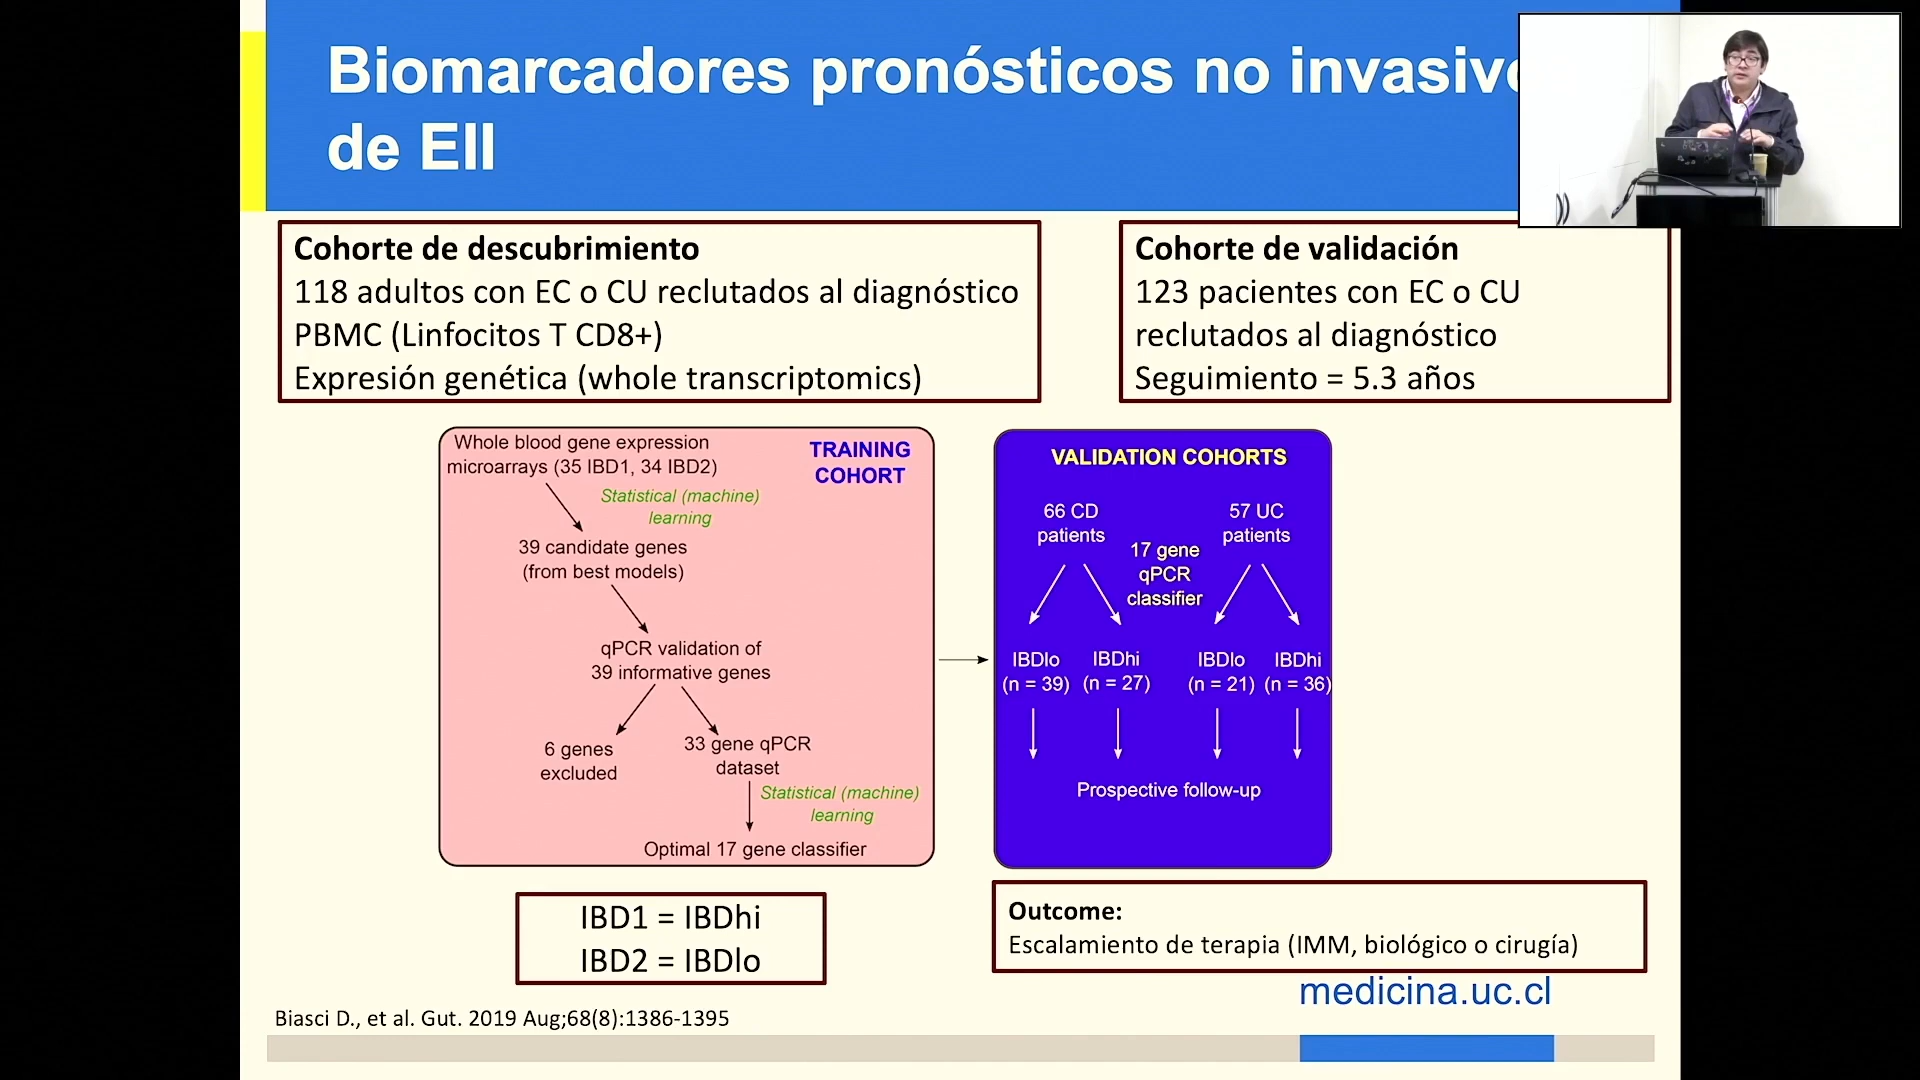 Biomarcadores pronósticos no
de EII
Cohorte de descubrimiento
118 adultos con EC o CU reclutados al diagnóstico
PBMC (Linfocitos T CD8+)
Expresión genética (whole transcriptomics)
Cohorte de validación
123 pacientes con EC o CU
reclutados al diagnóstico
Seguimiento = 5.3 años
Whole blood gene expression
microarrays (35 IBD1, 34 IBD2)
TRAINING
COHORT
Statistical (machine)
learning
39 candidate genes
(from best models)
qPCR validation of
39 informative genes
6 genes
excluded
33 gene qPCR
dataset
Statistical (machine)
learning
Optimal 17 gene classifier
VALIDATION COHORTS
66 CD
patients
57 UC
patients
17 gene
qPCR
classifier
IBDlo
(n = 39)
IBDhi
(n = 27)
IBDlo
(n = 21)
IBDhi
(n = 36)
Prospective follow-up
IBD1 = IBDhi
IBD2 = IBDlo
Outcome:
Escalamiento de terapia (IMM, biológico o cirugía)
medicina.uc.cl
Biasci D., et al. Gut. 2019 Aug;68(8):1386-1395